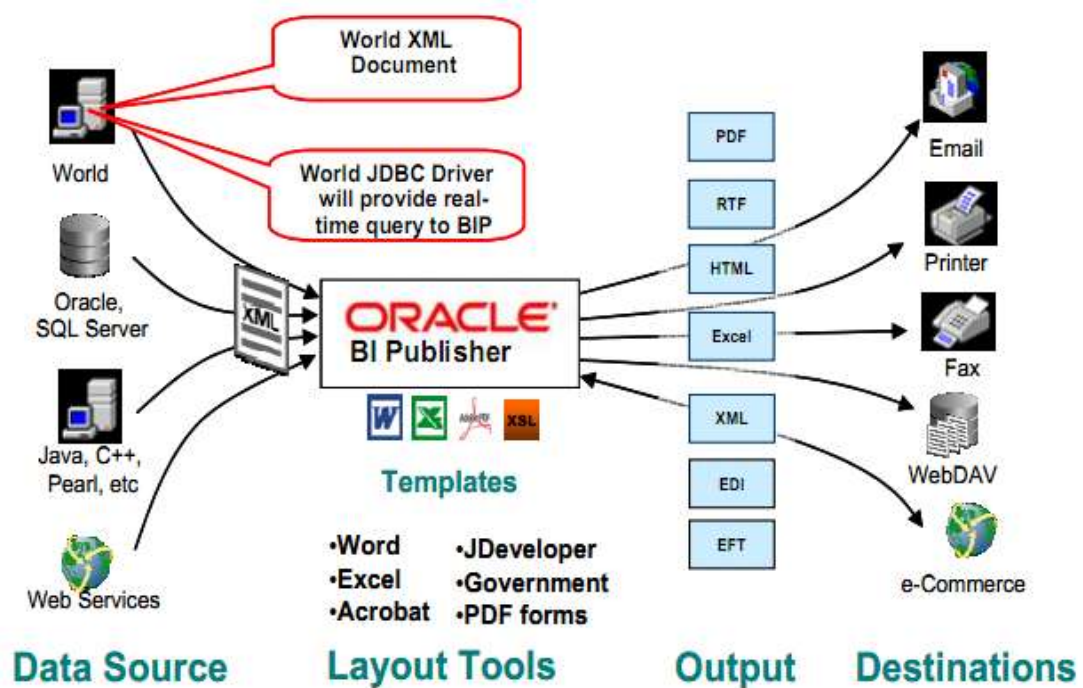 World XML
Document
World JDBC Driver
will provide real-
time query to BIP
World
Oracle,
SQL Server
Java, C++,
Pearl, etc
Web Services
XML
ORACLE
BI Publisher
W
X
Adobe PDF
XSL
Templates
•Word
•Excel
•Acrobat
•JDeveloper
•Government
•PDF forms
PDF
RTF
HTML
Excel
XML
EDI
EFT
Email
Printer
Fax
WebDAV
e-Commerce
Data Source
Layout Tools
Output
Destinations